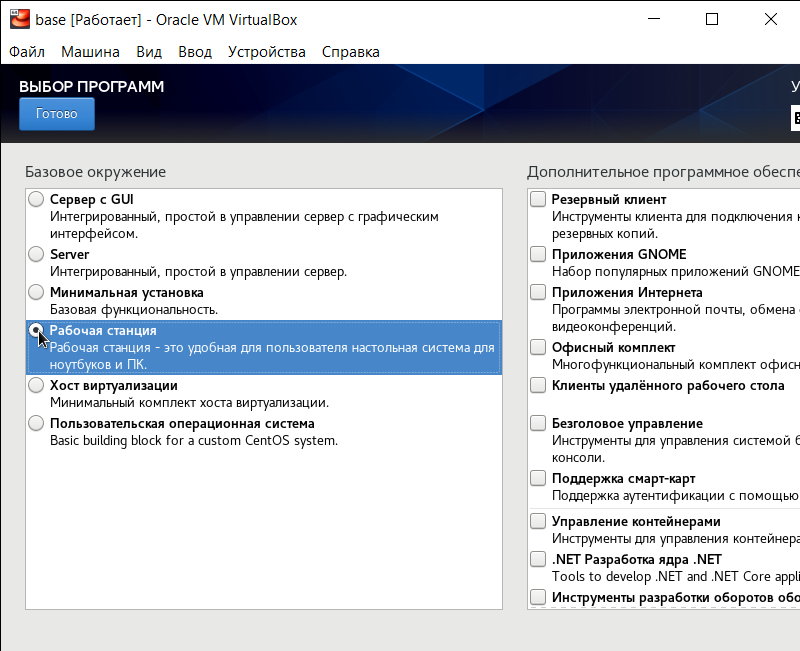 base [Работает] - Oracle VM VirtualBox
Файл Машина Вид Ввод Устройства Справка
ВЫБОР ПРОГРАММ
Готово
Базовое окружение
Сервер с GUI
Интегрированный, простой в управлении сервер с графическим
интерфейсом.
Server
Интегрированный, простой в управлении сервер.
Минимальная установка
Базовая функциональность.
Рабочая станция
Рабочая станция - это удобная для пользователя настольная система для
ноутбуков и ПК.
Хост виртуализации
Минимальный комплект хоста виртуализации.
Пользовательская операционная система
Basic building block for a custom CentOS system.
Дополнительное программное обеспе
Резервный клиент
Инструменты клиента для подключения к
резервных копий.
Приложения GNOME
Набор популярных приложений GNOME
Приложения Интернета
Программы электронной почты, обмена
видеоконференций.
Офисный комплект
Многофункциональный комплект офисн
Клиенты удалённого рабочего стола
Безголовое управление
Инструменты для управления системой б
консоли.
Поддержка смарт-карт
Поддержка аутентификации с помощью
Управление контейнерами
Инструменты для управления контейнера
.NET Разработка ядра .NET
Tools to develop .NET and .NET Core appli
Инструменты разработки оборотов обо